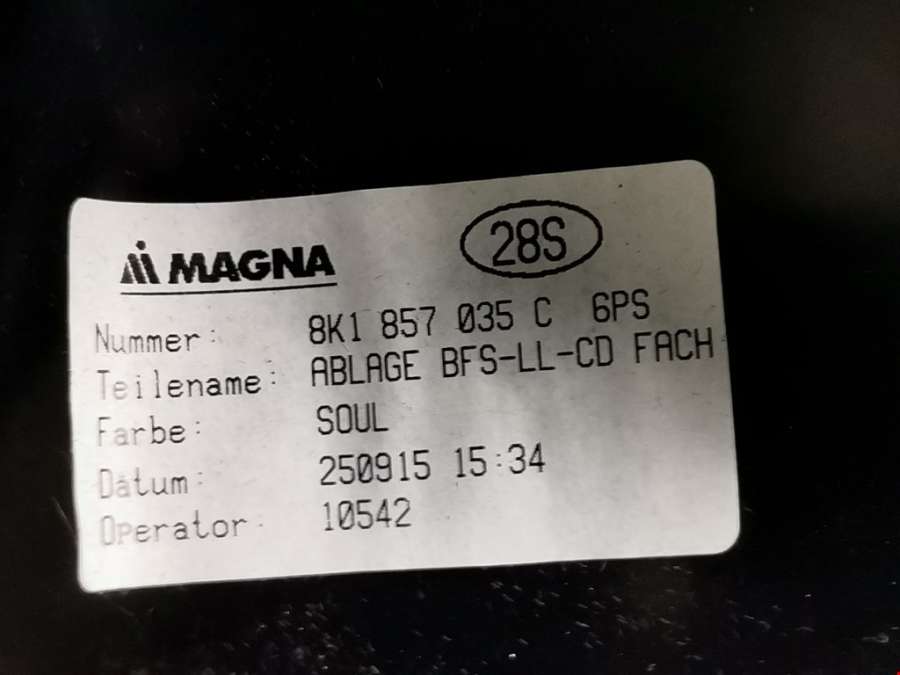 MAGNA
28S
Nummer: 8K1 857 035 C 6PS
Teilename: ABLAGE BFS-LL-CD FACH
Farbe: SOUL
Datum: 250915 15:34
Operator: 10542